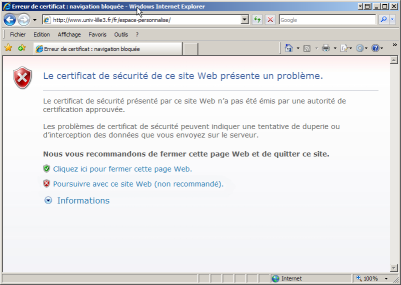 Erreur de certificat : navigation bloquée - Windows Internet Explorer
http://www.univ-lille3.fr/fr/espace-personnalise/
Google
Fichier Edition Affichage Favoris Outils ?
Erreur de certificat : navigation bloquée
Le certificat de sécurité de ce site Web présente un problème.
Le certificat de sécurité présenté par ce site Web n'a pas été émis par une autorité de
certification approuvée.
Les problèmes de certificat de sécurité peuvent indiquer une tentative de duperie ou
d'interception des données que vous envoyez sur le serveur.
Nous vous recommandons de fermer cette page Web et de quitter ce site.
Cliquez ici pour fermer cette page Web.
Poursuivre avec ce site Web (non recommandé).
Informations
Internet 100%